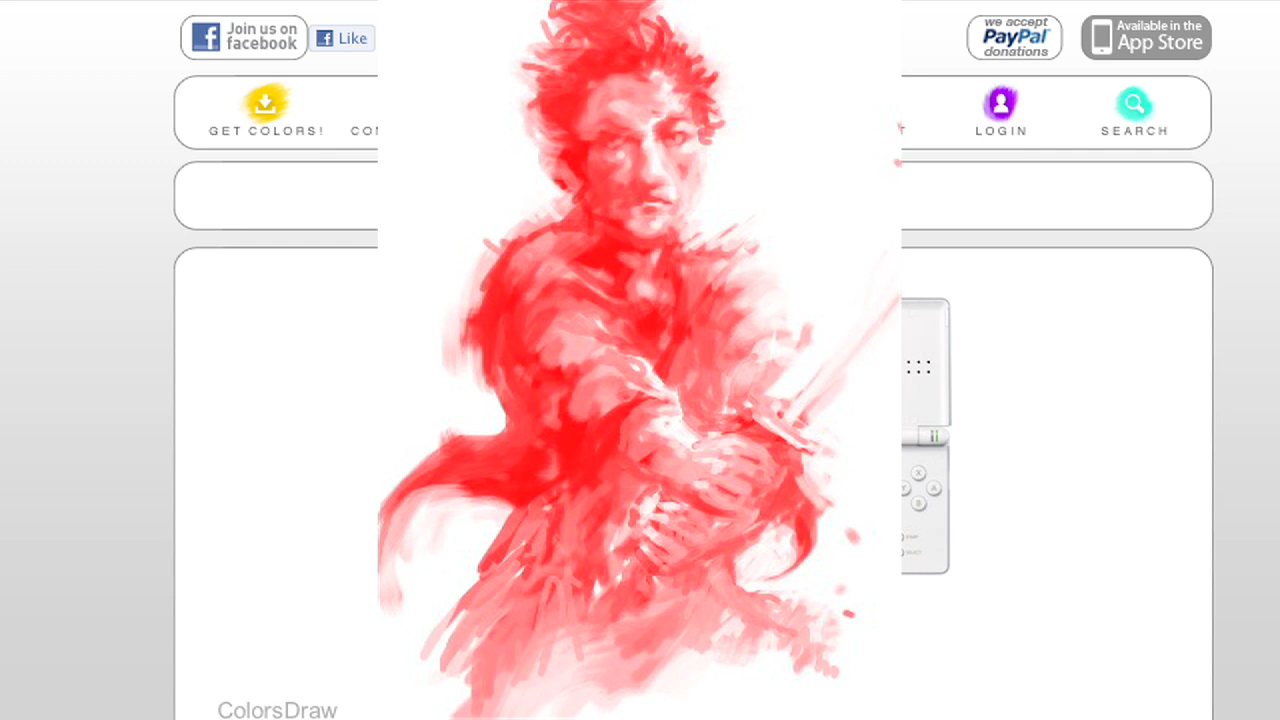 Join us on
facebook
Like
we accept
PayPal
donations
Available in the
App Store
GET COLORS!
LOGIN
SEARCH
X
A
B
ColorsDraw